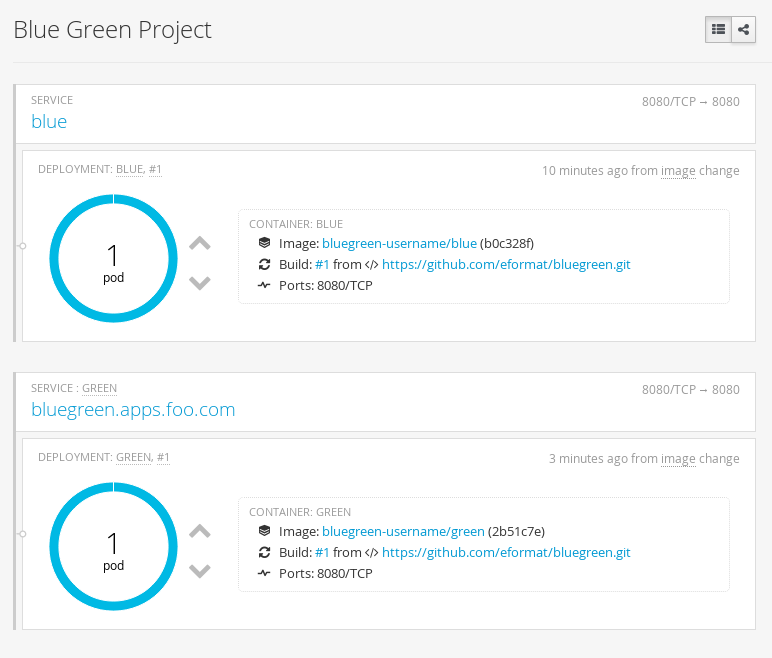 Blue Green Project
SERVICE
8080/TCP → 8080
blue
DEPLOYMENT: BLUE, #1
10 minutes ago from image change
1
pod
CONTAINER: BLUE
Image: bluegreen-username/blue (b0c328f)
Build: #1 from </> https://github.com/eformat/bluegreen.git
Ports: 8080/TCP
SERVICE : GREEN
8080/TCP → 8080
bluegreen.apps.foo.com
DEPLOYMENT: GREEN, #1
3 minutes ago from image change
1
pod
CONTAINER: GREEN
Image: bluegreen-username/green (2b51c7e)
Build: #1 from </> https://github.com/eformat/bluegreen.git
Ports: 8080/TCP